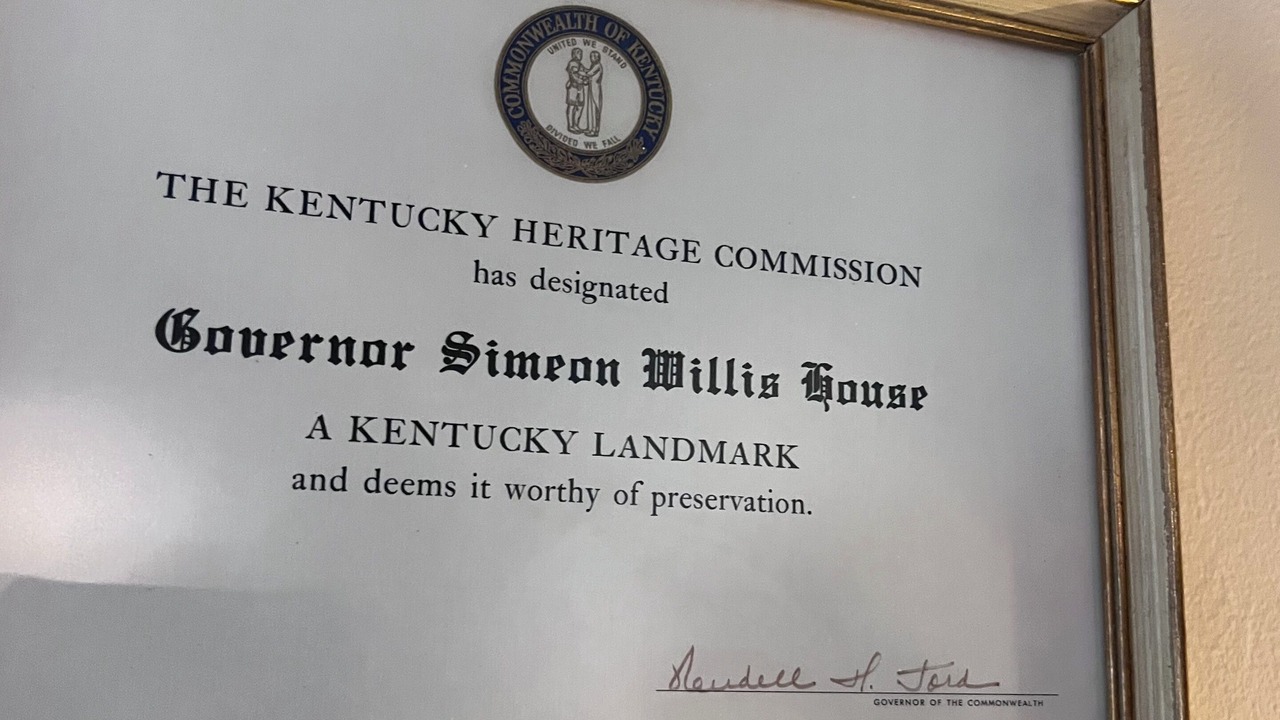 COMMONWEALTH OF KENTUCKY
UNITED WE STAND
DIVIDED WE FALL
THE KENTUCKY HERITAGE COMMISSION
has designated
Governor Simeon Willis House
A KENTUCKY LANDMARK
and deems it worthy of preservation.
Wendell H. Ford
GOVERNOR OF THE COMMONWEALTH